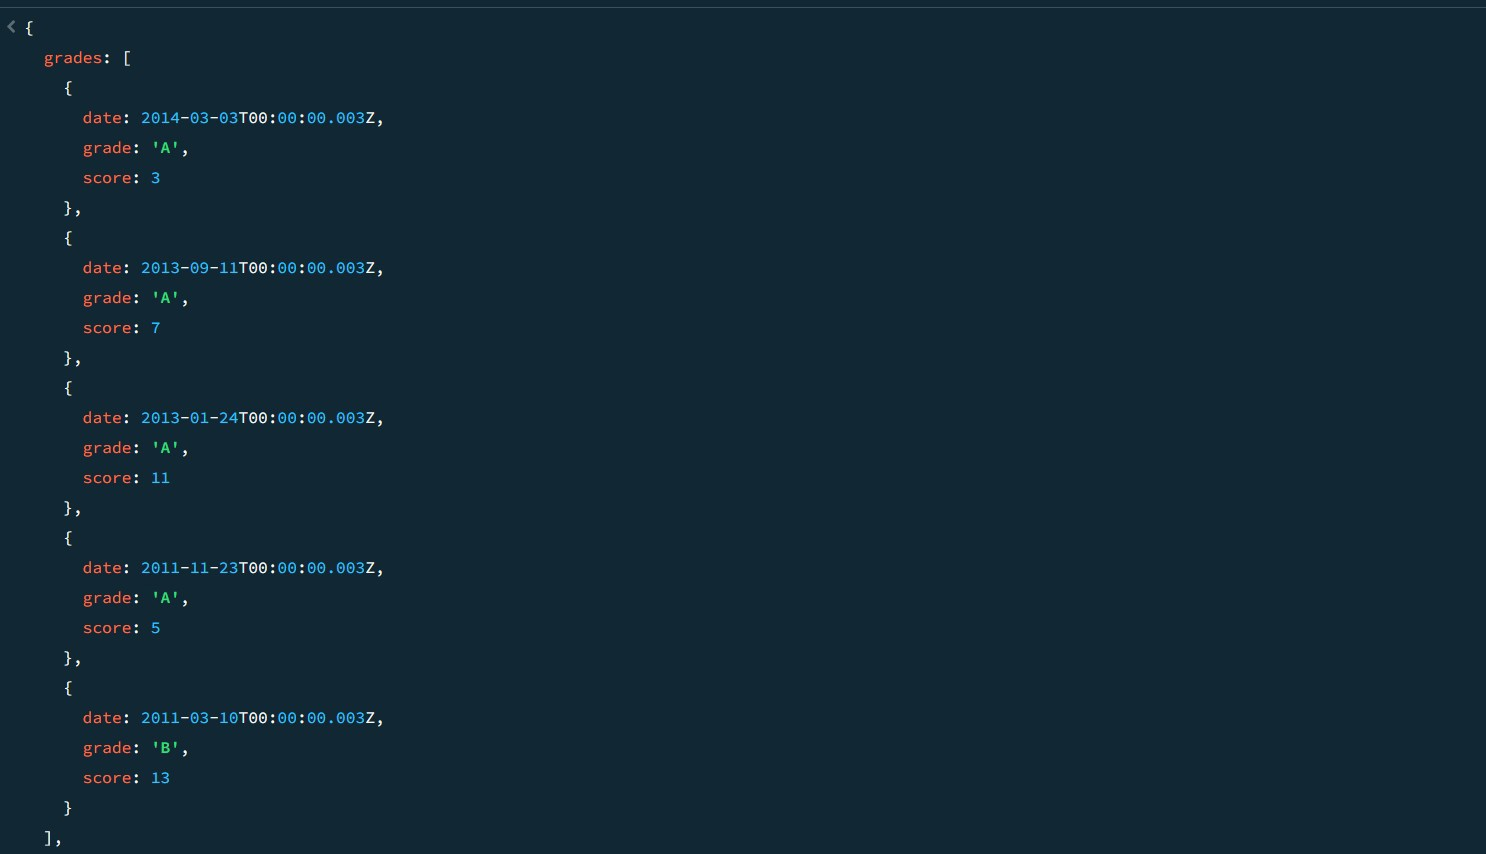 {
  grades: [
    {
      date: 2014-03-03T00:00:00.003Z,
      grade: 'A',
      score: 3
    },
    {
      date: 2013-09-11T00:00:00.003Z,
      grade: 'A',
      score: 7
    },
    {
      date: 2013-01-24T00:00:00.003Z,
      grade: 'A',
      score: 11
    },
    {
      date: 2011-11-23T00:00:00.003Z,
      grade: 'A',
      score: 5
    },
    {
      date: 2011-03-10T00:00:00.003Z,
      grade: 'B',
      score: 13
    }
  ],